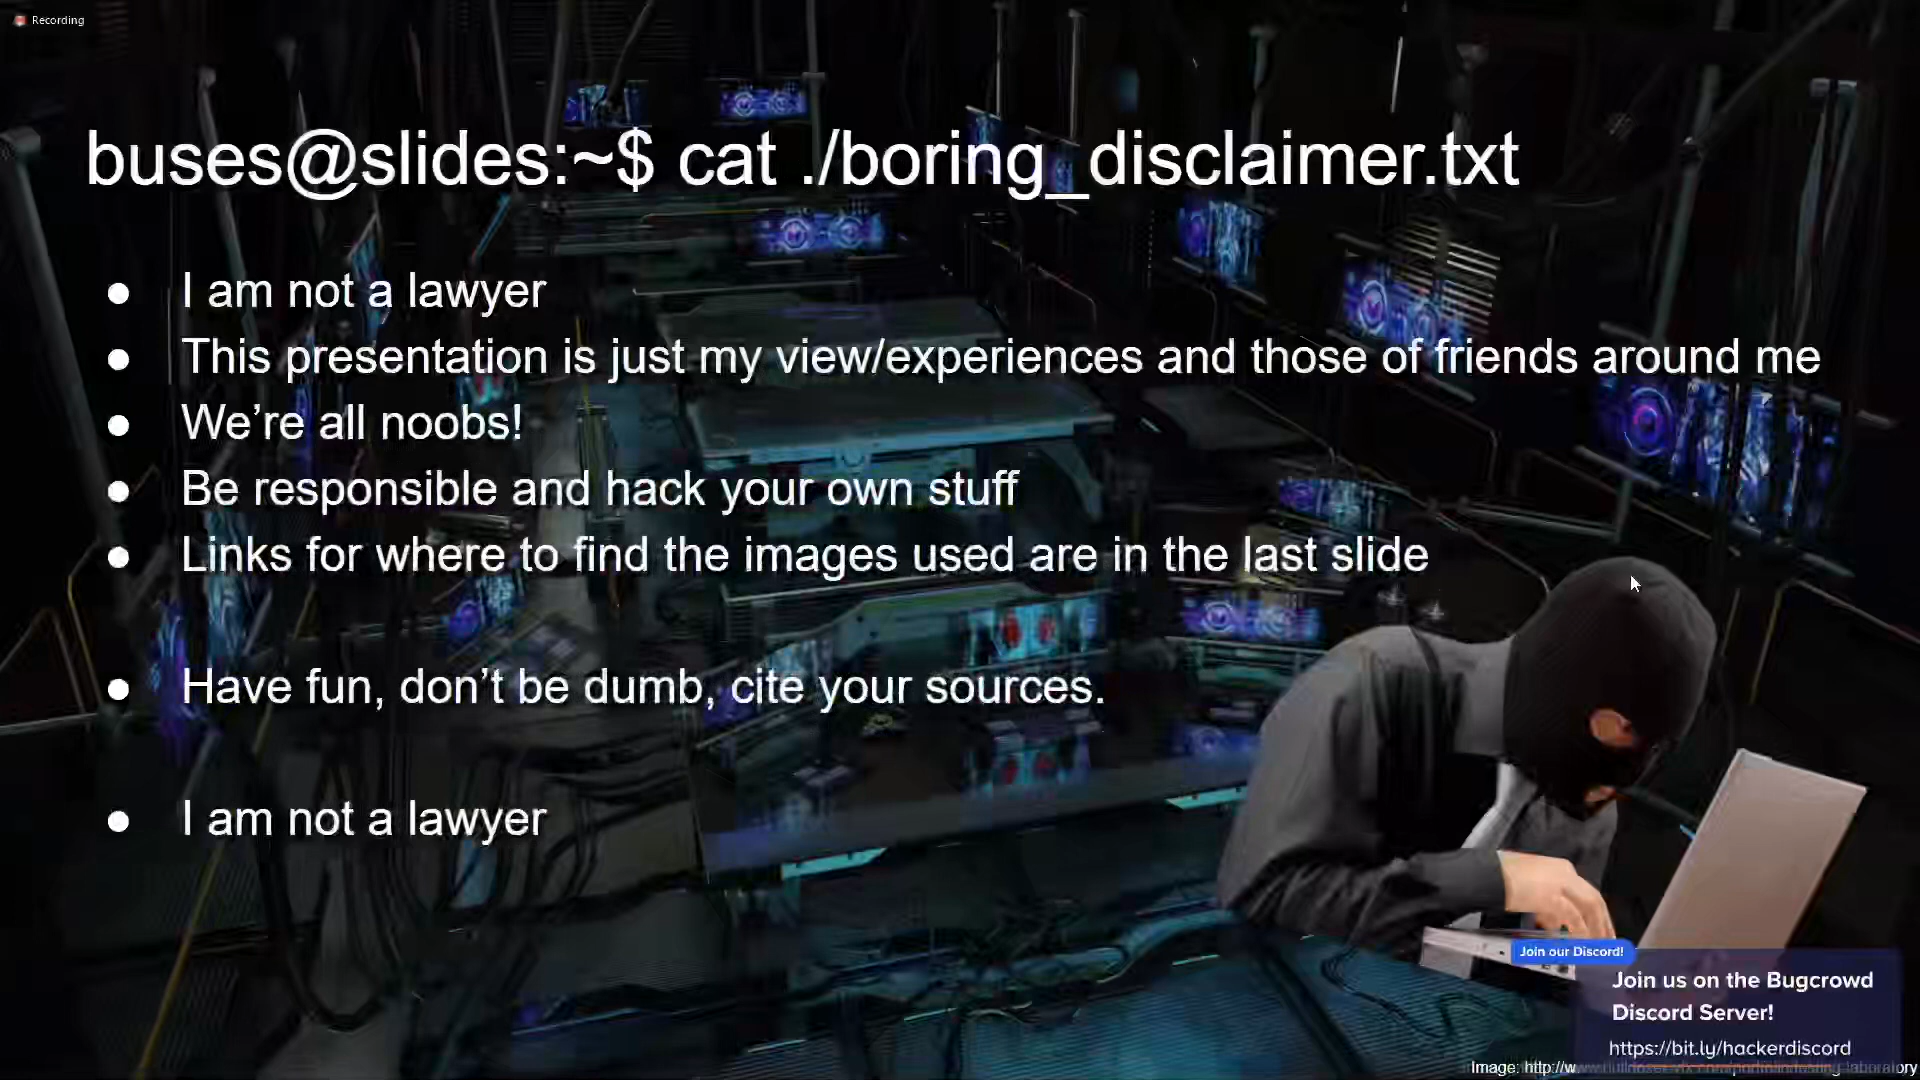 Recording
buses@slides:~$ cat ./boring_disclaimer.txt
● I am not a lawyer
● This presentation is just my view/experiences and those of friends around me
● We’re all noobs!
● Be responsible and hack your own stuff
● Links for where to find the images used are in the last slide
● Have fun, don’t be dumb, cite your sources.
● I am not a lawyer
Join our Discord!
Join us on the Bugcrowd
Discord Server!
https://bit.ly/hackerdiscord
Image: http://w